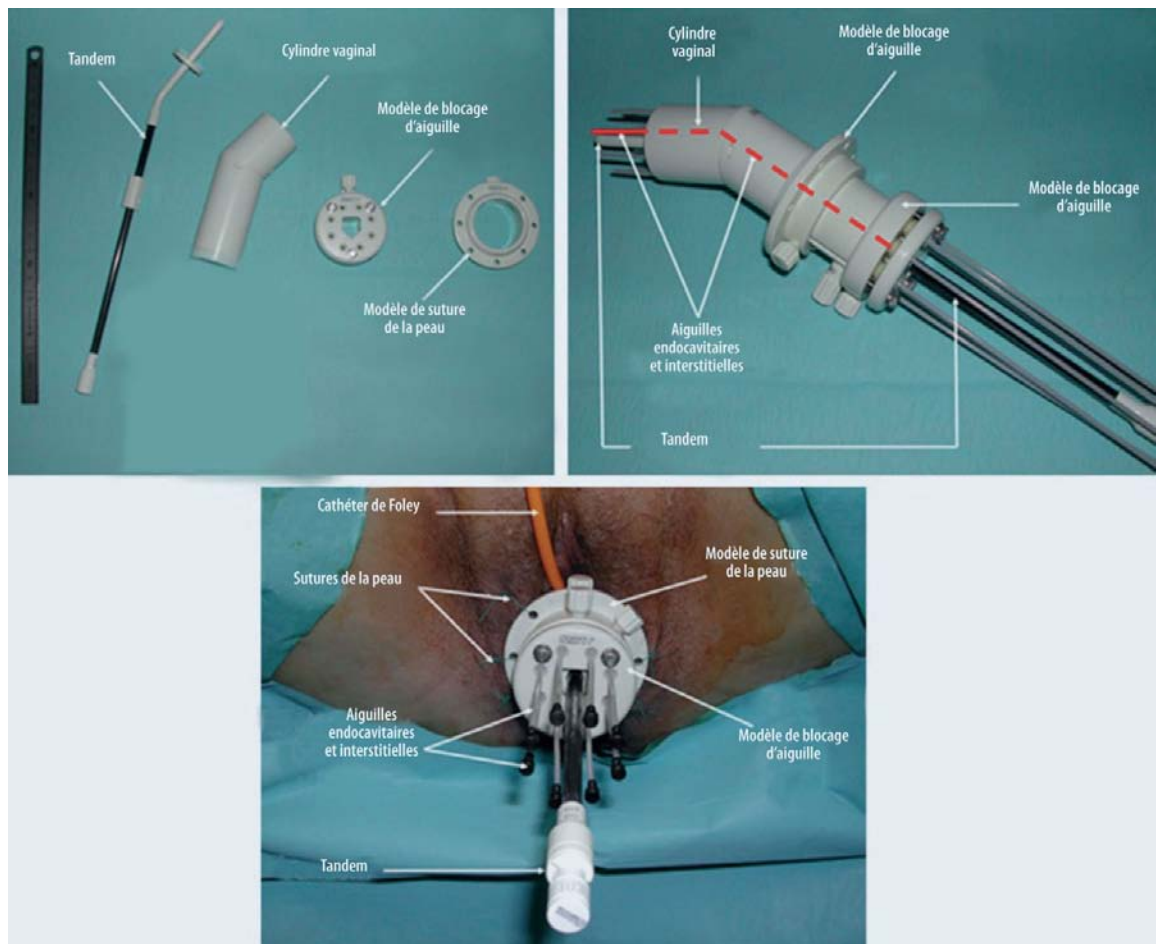 Tandem
Cylindre vaginal
Modèle de blocage
d'aiguille
Modèle de suture
de la peau
Cylindre
vaginal
Modèle de blocage
d'aiguille
Modèle de blocage
d'aiguille
Aiguilles
endocavitaires
et interstitielles
Tandem
Cathéter de Foley
Sutures de la peau
Modèle de suture
de la peau
Aiguilles
endocavitaires
et interstitielles
Modèle de blocage
d'aiguille
Tandem